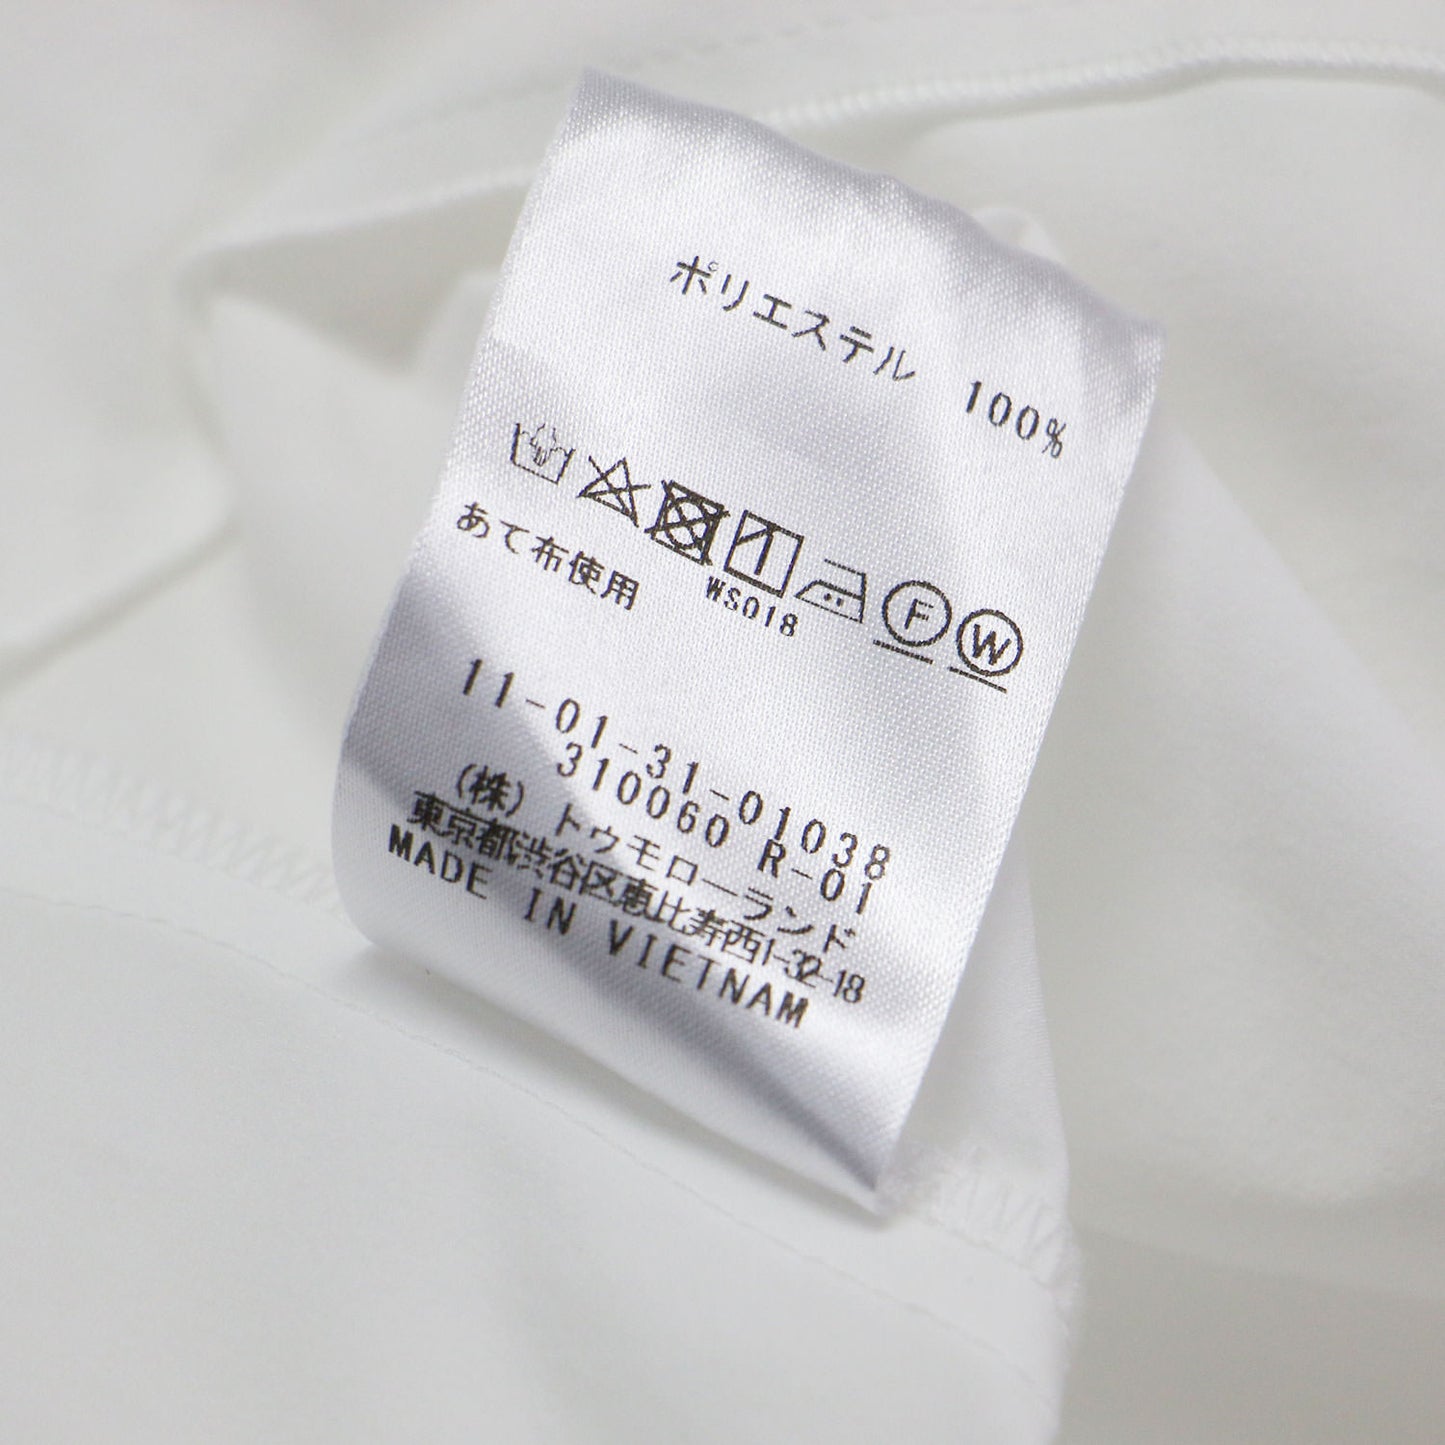 ポリエステル 100%
F W
あて布使用 WS018
11-01-31-01038
310060 R-01
(株)トゥモローランド
東京都渋谷区恵比寿西1-32-18
MADE IN VIETNAM